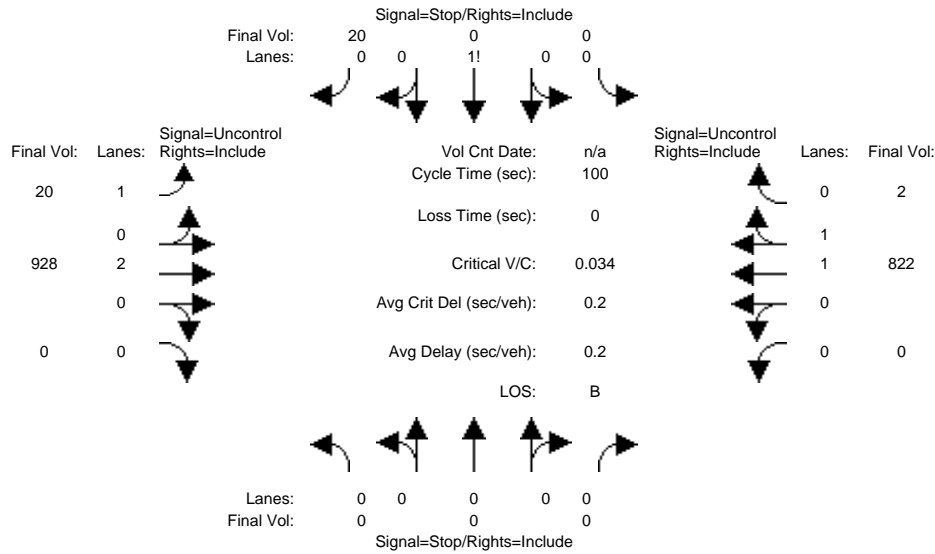 Signal=Stop/Rights=Include
Final Vol: 20 0 0
Lanes: 0 0 1! 0 0
Signal=Uncontrol Signal=Uncontrol
Final Vol: Lanes: Rights=Include Vol Cnt Date: n/a Rights=Include Lanes: Final Vol:
Cycle Time (sec): 100
20 1 0 2
Loss Time (sec): 0
0 1
928 2 Critical V/C: 0.034 1 822
0 Avg Crit Del (sec/veh): 0.2 0
0 0 Avg Delay (sec/veh): 0.2 0 0
LOS: B
Lanes: 0 0 0 0 0
Final Vol: 0 0 0
Signal=Stop/Rights=Include